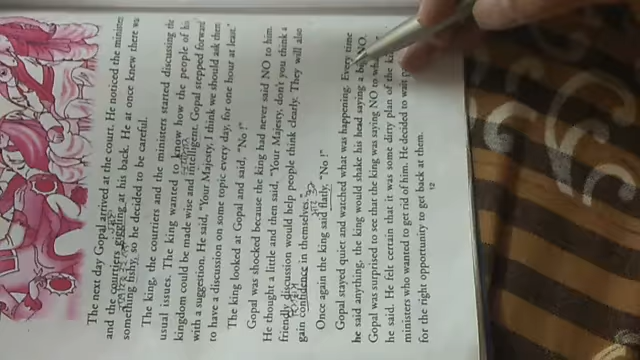 The next day Gopal arrived at the court. He noticed the minister
and the courtiers giggling at his back. He at once knew there was
something fishy, so he decided to be careful.
The king, the courtiers and the ministers started discussing the
usual issues. The king wanted to know how the people of his
kingdom could be made wise and intelligent. Gopal stepped forward
with a suggestion. He said, "Your Majesty, I think we should ask them
to have a discussion on some topic every day, for one hour at least."
The king looked at Gopal and said, "No !"
Gopal was shocked because the king had never said NO to him.
He thought a little and then said, "Your Majesty, don't you think a
friendly discussion would help people think clearly. They will also
gain confidence in themselves."
Once again the king said flatly, "No !"
Gopal stayed quiet and watched what was happening. Every time
he said anything, the king would shake his head saying a big NO.
Gopal was surprised to see that the king was saying NO to
he said. He felt certain that it was some dirty plan of the
ministers who wanted to get rid of him. He decided to wait
for the right opportunity to get back at them.
12